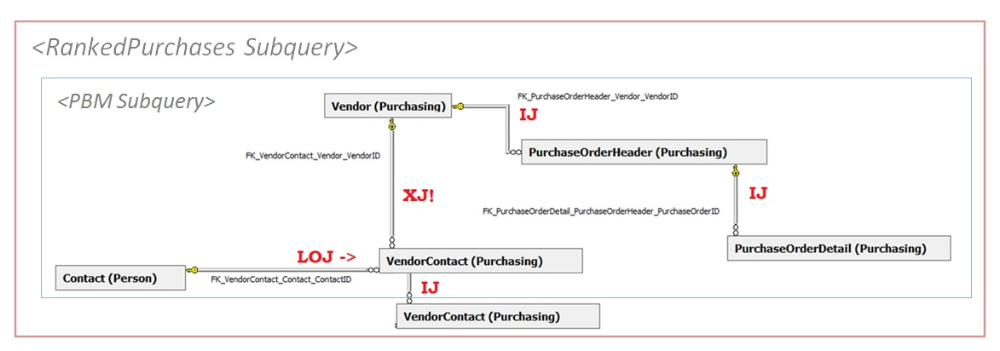 <RankedPurchases Subquery>
<PBM Subquery>
Vendor (Purchasing)
FK_PurchaseOrderHeader_Vendor_VendorID
IJ
PurchaseOrderHeader (Purchasing)
FK_VendorContact_Vendor_VendorID
XJ!
IJ
FK_PurchaseOrderDetail_PurchaseOrderHeader_PurchaseOrderID
PurchaseOrderDetail (Purchasing)
LOJ ->
VendorContact (Purchasing)
Contact (Person)
FK_VendorContact_Contact_ContactID
IJ
VendorContact (Purchasing)